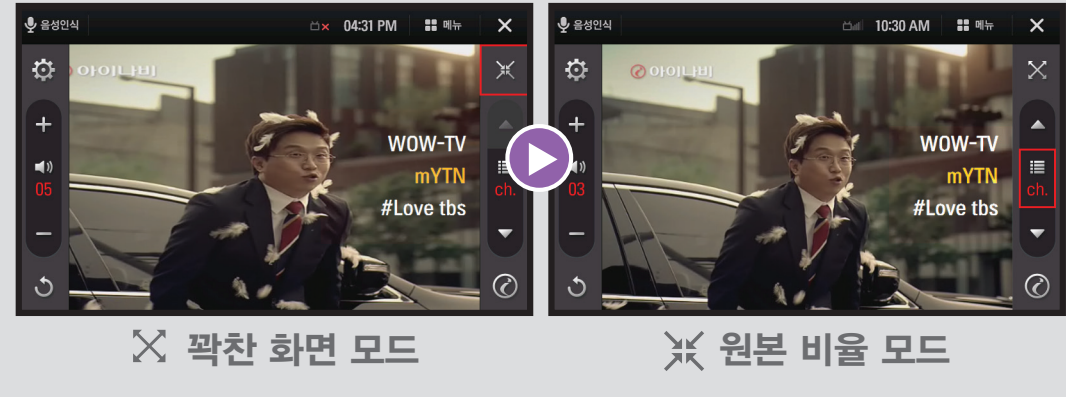 음성인식
04:31 PM
메뉴
아이나비
WOW-TV
mYTN
#Love tbs
05
ch.
꽉찬 화면 모드
음성인식
10:30 AM
메뉴
아이나비
WOW-TV
mYTN
#Love tbs
03
ch.
원본 비율 모드